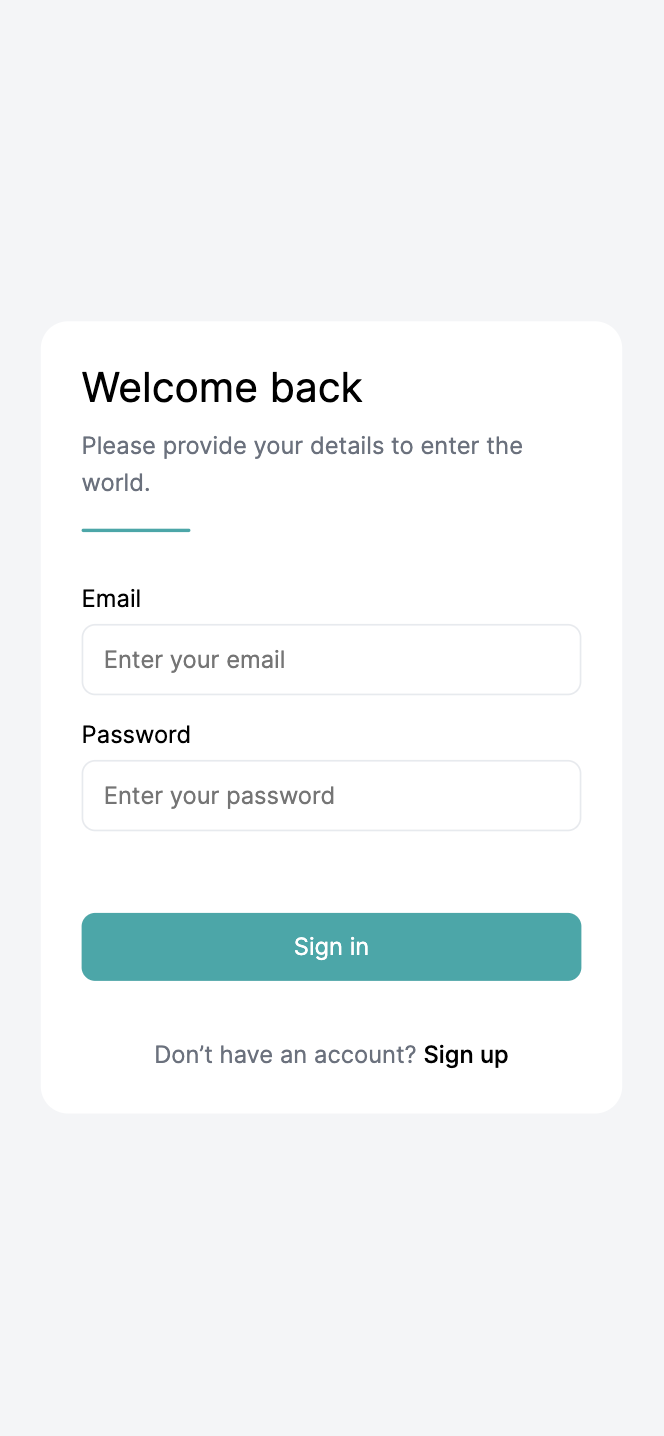 Welcome back
Please provide your details to enter the
world.
Email
Enter your email
Password
Enter your password
Sign in
Don’t have an account? Sign up